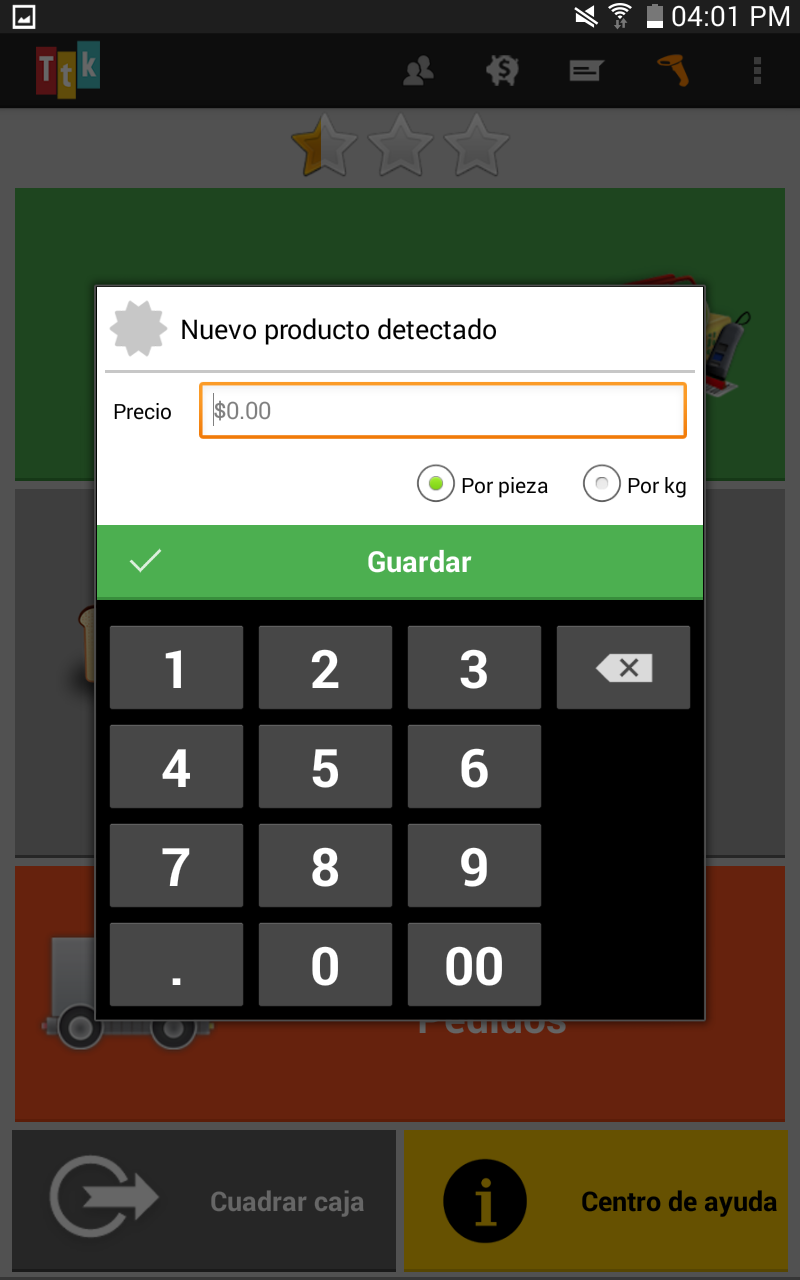 04:01 PM
Ttk
Nuevo producto detectado
Precio
$0.00
Por pieza
Por kg
Guardar
1 2 3
4 5 6
7 8 9
. 0 00
Pedidos
Cuadrar caja
Centro de ayuda